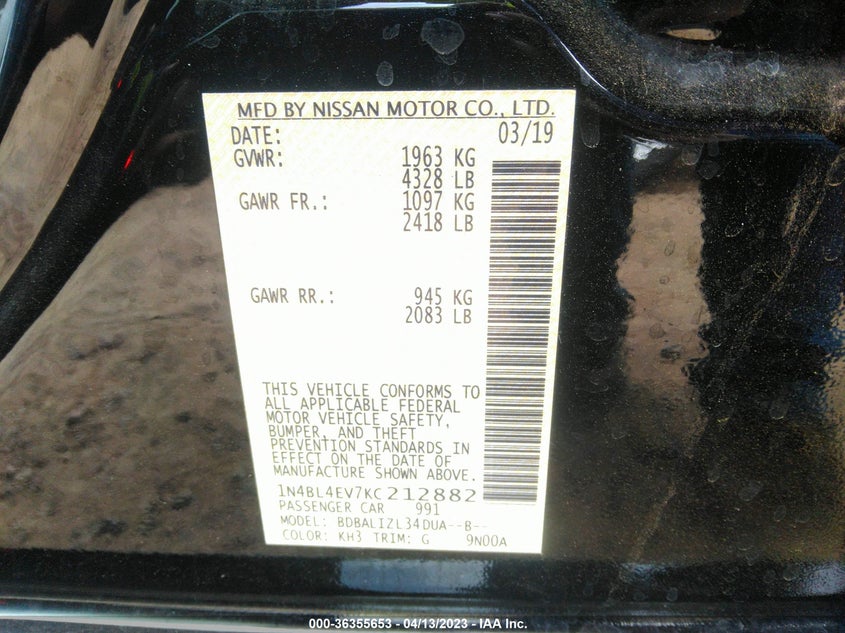 MFD BY NISSAN MOTOR CO., LTD.
DATE: 03/19
GVWR: 1963 KG
4328 LB
GAWR FR.: 1097 KG
2418 LB
GAWR RR.: 945 KG
2083 LB
THIS VEHICLE CONFORMS TO
ALL APPLICABLE FEDERAL
MOTOR VEHICLE SAFETY,
BUMPER, AND THEFT
PREVENTION STANDARDS IN
EFFECT ON THE DATE OF
MANUFACTURE SHOWN ABOVE.
1N4BL4EV7KC212882
PASSENGER CAR 991
MODEL: BDBALIZL34DUA--B--
COLOR: KH3 TRIM: G 9N00A
000-36355653 - 04/13/2023 - IAA Inc.